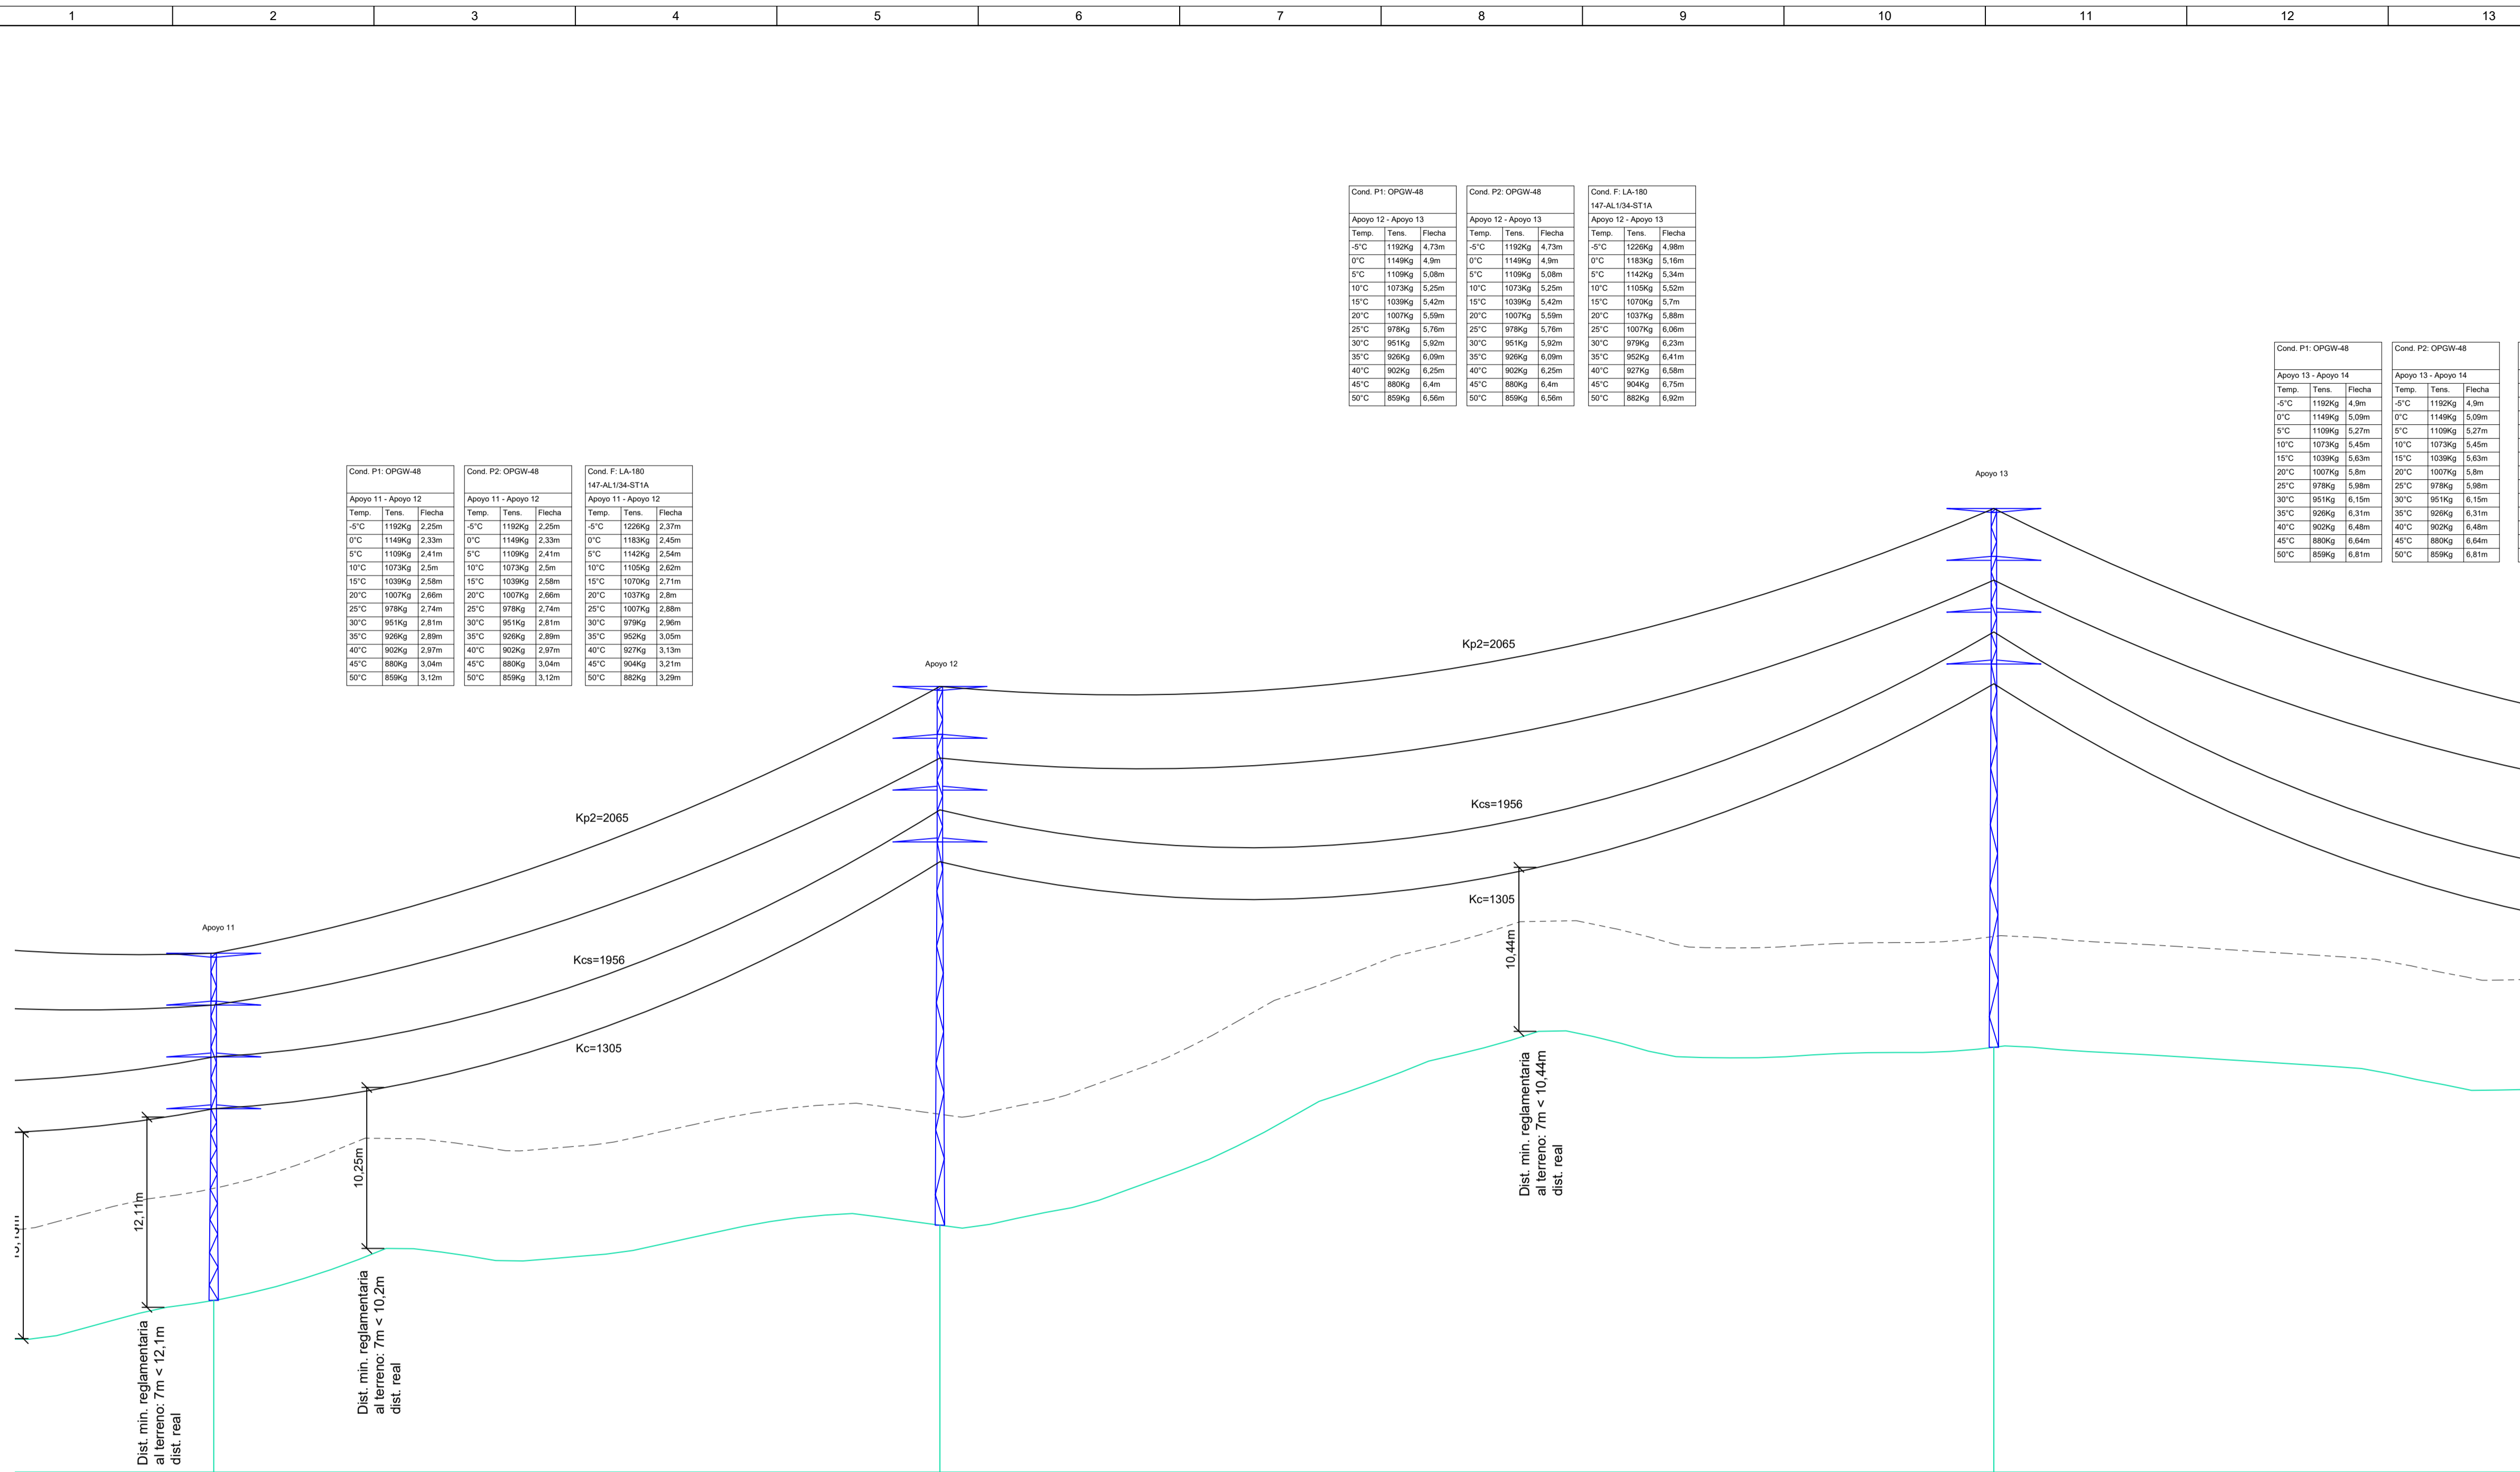 1 2 3 4 5 6 7 8 9 10 11 12 13
Cond. P1: OPGW-48
Apoyo 12 - Apoyo 13
Temp. Tens. Flecha
-5°C 1192Kg 4,73m
0°C 1149Kg 4,9m
5°C 1109Kg 5,08m
10°C 1073Kg 5,25m
15°C 1039Kg 5,42m
20°C 1007Kg 5,59m
25°C 978Kg 5,76m
30°C 951Kg 5,92m
35°C 926Kg 6,09m
40°C 902Kg 6,25m
45°C 880Kg 6,4m
50°C 859Kg 6,56m
Cond. P2: OPGW-48
Apoyo 12 - Apoyo 13
Temp. Tens. Flecha
-5°C 1192Kg 4,73m
0°C 1149Kg 4,9m
5°C 1109Kg 5,08m
10°C 1073Kg 5,25m
15°C 1039Kg 5,42m
20°C 1007Kg 5,59m
25°C 978Kg 5,76m
30°C 951Kg 5,92m
35°C 926Kg 6,09m
40°C 902Kg 6,25m
45°C 880Kg 6,4m
50°C 859Kg 6,56m
Cond. F: LA-180
147-AL1/34-ST1A
Apoyo 12 - Apoyo 13
Temp. Tens. Flecha
-5°C 1226Kg 4,98m
0°C 1183Kg 5,16m
5°C 1142Kg 5,34m
10°C 1105Kg 5,52m
15°C 1070Kg 5,7m
20°C 1037Kg 5,88m
25°C 1007Kg 6,06m
30°C 979Kg 6,23m
35°C 952Kg 6,41m
40°C 927Kg 6,58m
45°C 904Kg 6,75m
50°C 882Kg 6,92m
Cond. P1: OPGW-48
Apoyo 13 - Apoyo 14
Temp. Tens. Flecha
-5°C 1192Kg 4,9m
0°C 1149Kg 5,09m
5°C 1109Kg 5,27m
10°C 1073Kg 5,45m
15°C 1039Kg 5,63m
20°C 1007Kg 5,8m
25°C 978Kg 5,98m
30°C 951Kg 6,15m
35°C 926Kg 6,31m
40°C 902Kg 6,48m
45°C 880Kg 6,64m
50°C 859Kg 6,81m
Cond. P2: OPGW-48
Apoyo 13 - Apoyo 14
Temp. Tens. Flecha
-5°C 1192Kg 4,9m
0°C 1149Kg 5,09m
5°C 1109Kg 5,27m
10°C 1073Kg 5,45m
15°C 1039Kg 5,63m
20°C 1007Kg 5,8m
25°C 978Kg 5,98m
30°C 951Kg 6,15m
35°C 926Kg 6,31m
40°C 902Kg 6,48m
45°C 880Kg 6,64m
50°C 859Kg 6,81m
Cond. P1: OPGW-48
Apoyo 11 - Apoyo 12
Temp. Tens. Flecha
-5°C 1192Kg 2,25m
0°C 1149Kg 2,33m
5°C 1109Kg 2,41m
10°C 1073Kg 2,5m
15°C 1039Kg 2,58m
20°C 1007Kg 2,66m
25°C 978Kg 2,74m
30°C 951Kg 2,81m
35°C 926Kg 2,89m
40°C 902Kg 2,97m
45°C 880Kg 3,04m
50°C 859Kg 3,12m
Cond. P2: OPGW-48
Apoyo 11 - Apoyo 12
Temp. Tens. Flecha
-5°C 1192Kg 2,25m
0°C 1149Kg 2,33m
5°C 1109Kg 2,41m
10°C 1073Kg 2,5m
15°C 1039Kg 2,58m
20°C 1007Kg 2,66m
25°C 978Kg 2,74m
30°C 951Kg 2,81m
35°C 926Kg 2,89m
40°C 902Kg 2,97m
45°C 880Kg 3,04m
50°C 859Kg 3,12m
Cond. F: LA-180
147-AL1/34-ST1A
Apoyo 11 - Apoyo 12
Temp. Tens. Flecha
-5°C 1226Kg 2,37m
0°C 1183Kg 2,45m
5°C 1142Kg 2,54m
10°C 1105Kg 2,62m
15°C 1070Kg 2,71m
20°C 1037Kg 2,8m
25°C 1007Kg 2,88m
30°C 979Kg 2,96m
35°C 952Kg 3,05m
40°C 927Kg 3,13m
45°C 904Kg 3,21m
50°C 882Kg 3,29m
Apoyo 13
Kp2=2065
Apoyo 12
Kcs=1956
Kp2=2065
Kc=1305
Apoyo 11
10,44m
Kcs=1956
Kc=1305
10,25m
12,11m
Dist. min. reglamentaria
al terreno: 7m < 10,44m
dist. real
Dist. min. reglamentaria
al terreno: 7m < 10,2m
dist. real
Dist. min. reglamentaria
al terreno: 7m < 12,1m
dist. real